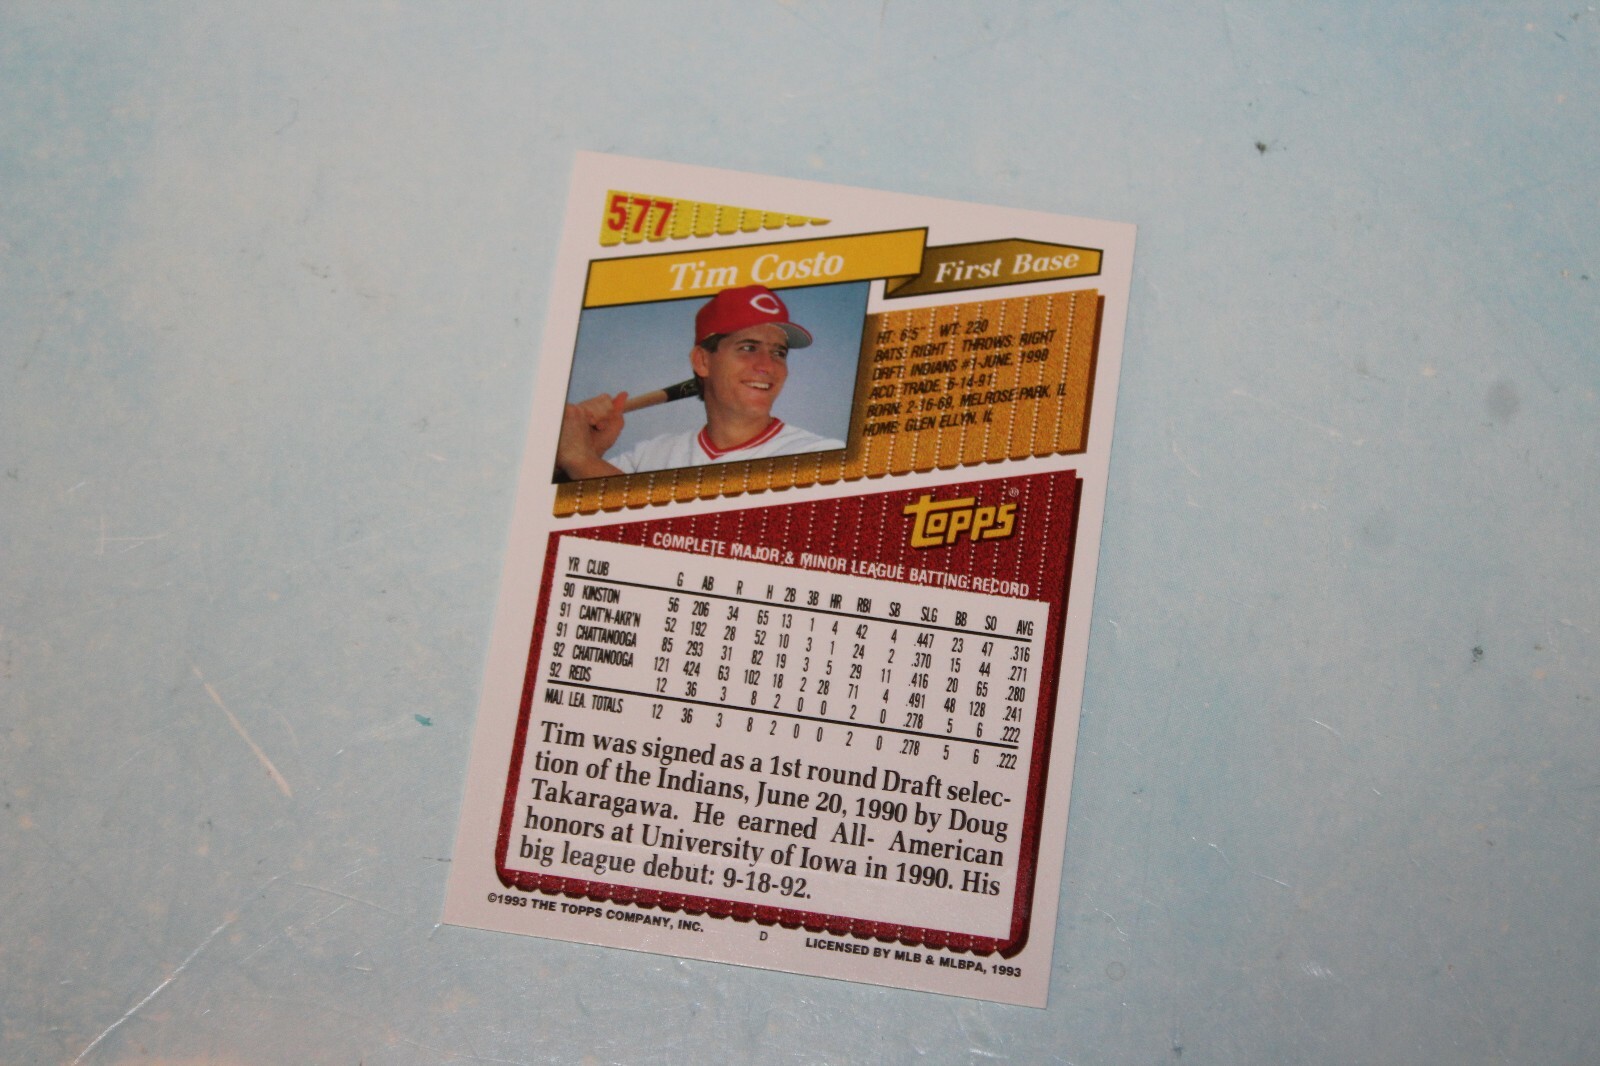 577
Tim Costo
First Base
HT: 6'5" WT: 220
BATS: RIGHT THROWS: RIGHT
DRFT: INDIANS #1-JUNE, 1998
ACQ: TRADE, 6-14-91
BORN: 2-16-69, MELROSE PARK, IL
HOME: GLEN ELLYN, IL
TOPPS®
COMPLETE MAJOR & MINOR LEAGUE BATTING RECORD
YR CLUB G AB R H 2B 3B HR RBI SB SLG BB SO AVG
90 KINSTON 56 206 34 65 13 1 4 42 4 .447 23 47 .316
91 CANT'N-AKR'N 52 192 28 52 10 3 1 24 2 .370 15 44 .271
91 CHATTANOOGA 85 293 31 82 19 3 5 29 11 .416 20 65 .280
92 CHATTANOOGA 121 424 63 102 18 2 28 71 4 .491 48 128 .241
92 REDS 12 36 3 8 2 0 0 2 0 .278 5 6 .222
MAJ. LEA. TOTALS 12 36 3 8 2 0 0 2 0 .278 5 6 .222
Tim was signed as a 1st round Draft selec-
tion of the Indians, June 20, 1990 by Doug
Takaragawa. He earned All- American
honors at University of Iowa in 1990. His
big league debut: 9-18-92.
©1993 THE TOPPS COMPANY, INC. D LICENSED BY MLB & MLBPA, 1993